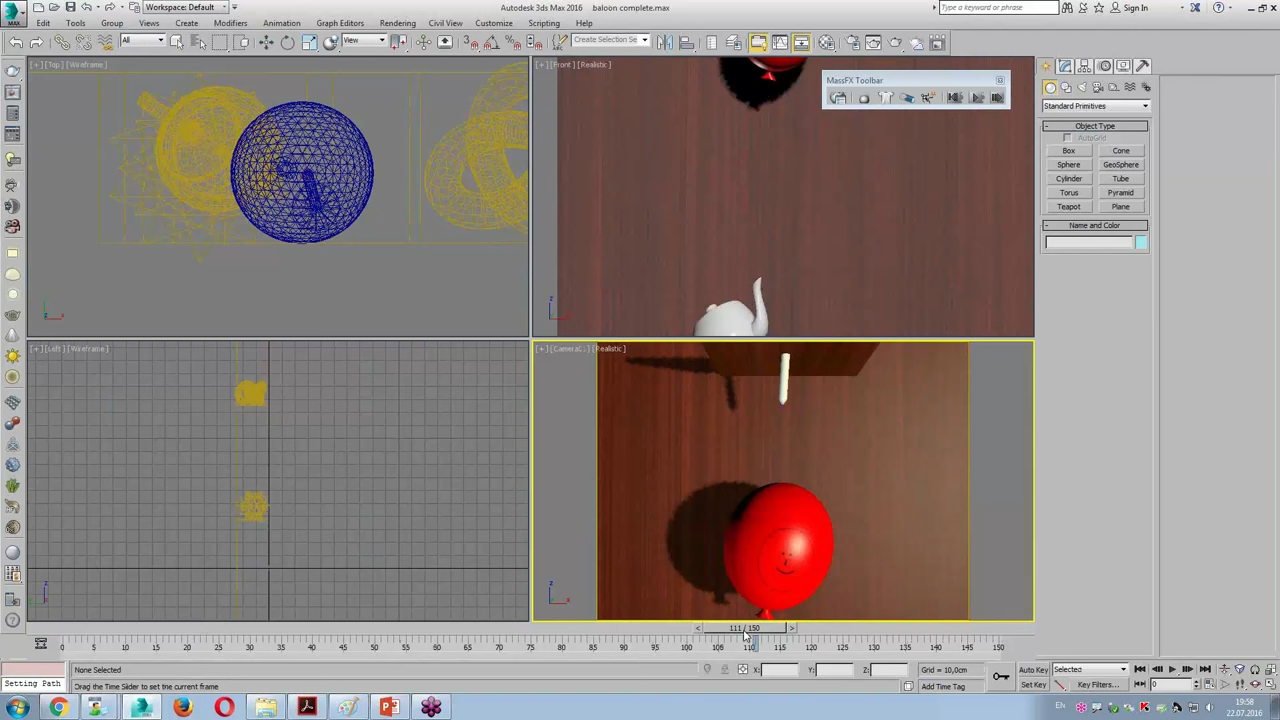 Workspace: Default
Autodesk 3ds Max 2016    baloon complete.max
Type a keyword or phrase
Sign In
Edit Tools Group Views Create Modifiers Animation Graph Editors Rendering Civil View Customize Scripting Help
All
View
Create Selection Se
[+] [Top] [Wireframe]
[+] [Front] [Realistic]
MassFX Toolbar
Standard Primitives
Object Type
AutoGrid
Box Cone
Sphere GeoSphere
Cylinder Tube
Torus Pyramid
Teapot Plane
Name and Color
[+] [Left] [Wireframe]
[Realistic]
< 111 / 150 >
0 5 10 15 20 25 30 35 40 45 50 55 60 65 70 75 80 85 90 95 100 105 110 115 120 125 130 135 140 145 150
None Selected
X: Y: Z:
Grid = 10,0cm
Auto Key
Selected
Setting Path
Drag the Time Slider to set the current frame
Add Time Tag
Set Key
Key Filters...
0
EN
19:58
22.07.2016